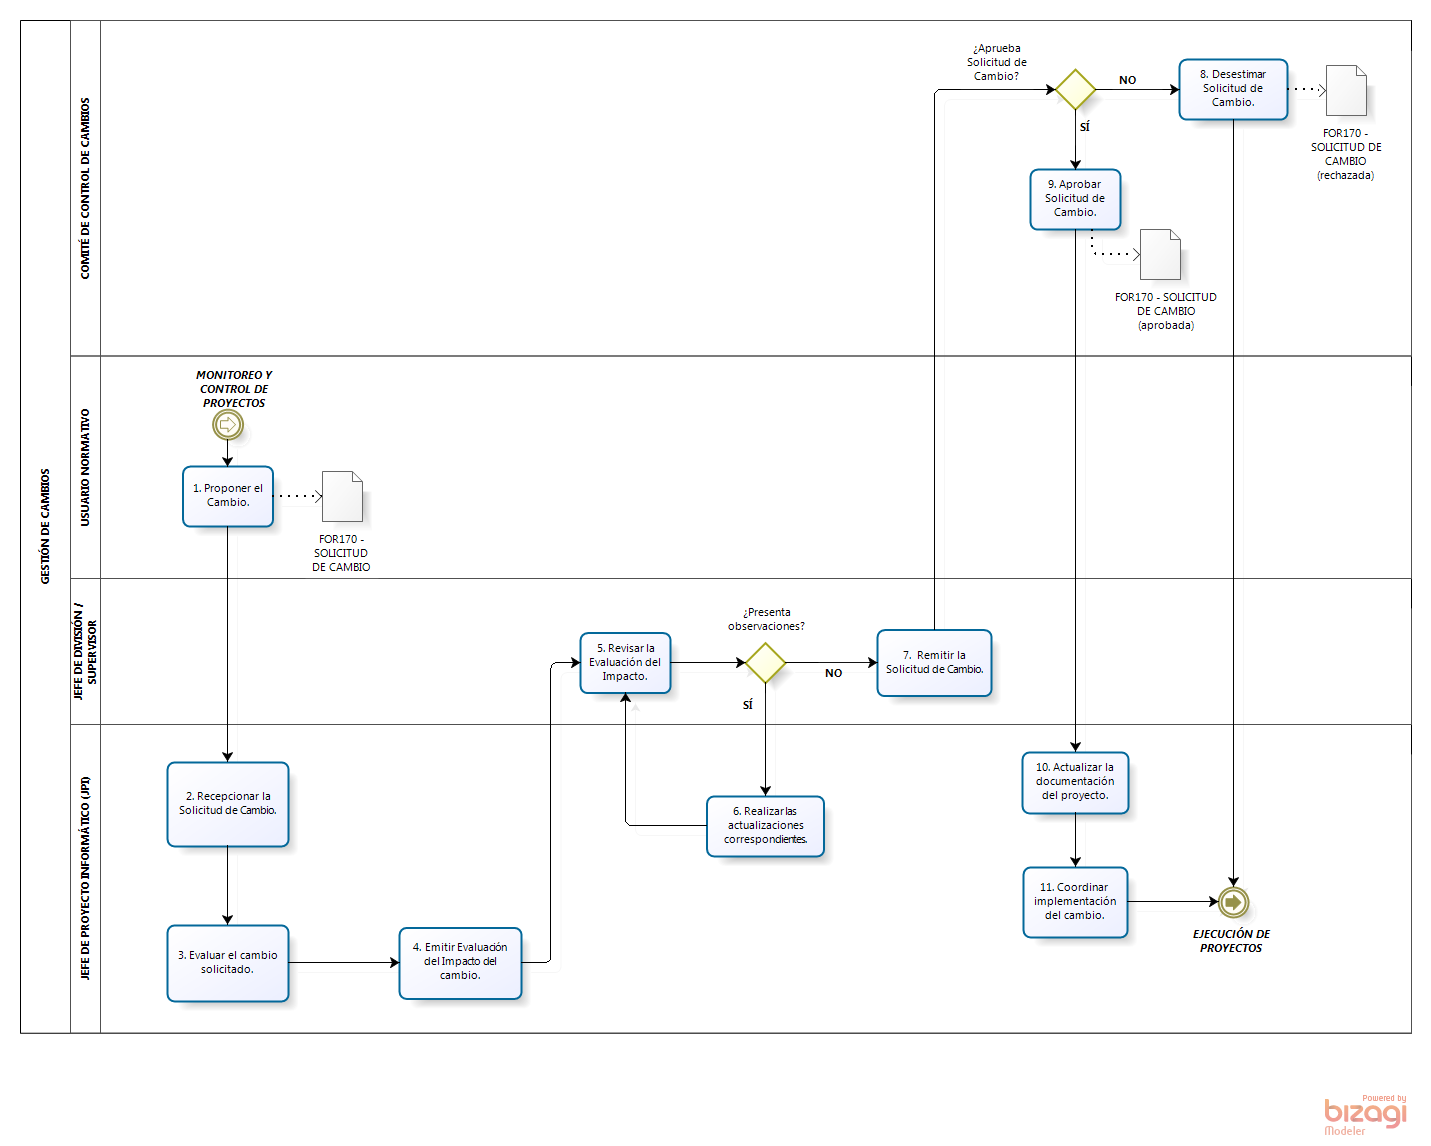 GESTIÓN DE CAMBIOS
COMITÉ DE CONTROL DE CAMBIOS
¿Aprueba
Solicitud de
Cambio?
NO
SÍ
8. Desestimar
Solicitud de
Cambio.
FOR170 -
SOLICITUD DE
CAMBIO
(rechazada)
9. Aprobar
Solicitud de
Cambio.
FOR170 - SOLICITUD
DE CAMBIO
(aprobada)
USUARIO NORMATIVO
MONITOREO Y
CONTROL DE
PROYECTOS
1. Proponer el
Cambio.
FOR170 -
SOLICITUD
DE CAMBIO
JEFE DE DIVISIÓN /
SUPERVISOR
5. Revisar la
Evaluación del
Impacto.
¿Presenta
observaciones?
NO
SÍ
7. Remitir la
Solicitud de Cambio.
JEFE DE PROYECTO INFORMÁTICO (JPI)
2. Recepcionar la
Solicitud de Cambio.
3. Evaluar el cambio
solicitado.
4. Emitir Evaluación
del Impacto del
cambio.
6. Realizar las
actualizaciones
correspondientes.
10. Actualizar la
documentación
del proyecto.
11. Coordinar
implementación
del cambio.
EJECUCIÓN DE
PROYECTOS
Powered by
bizagi
Modeler